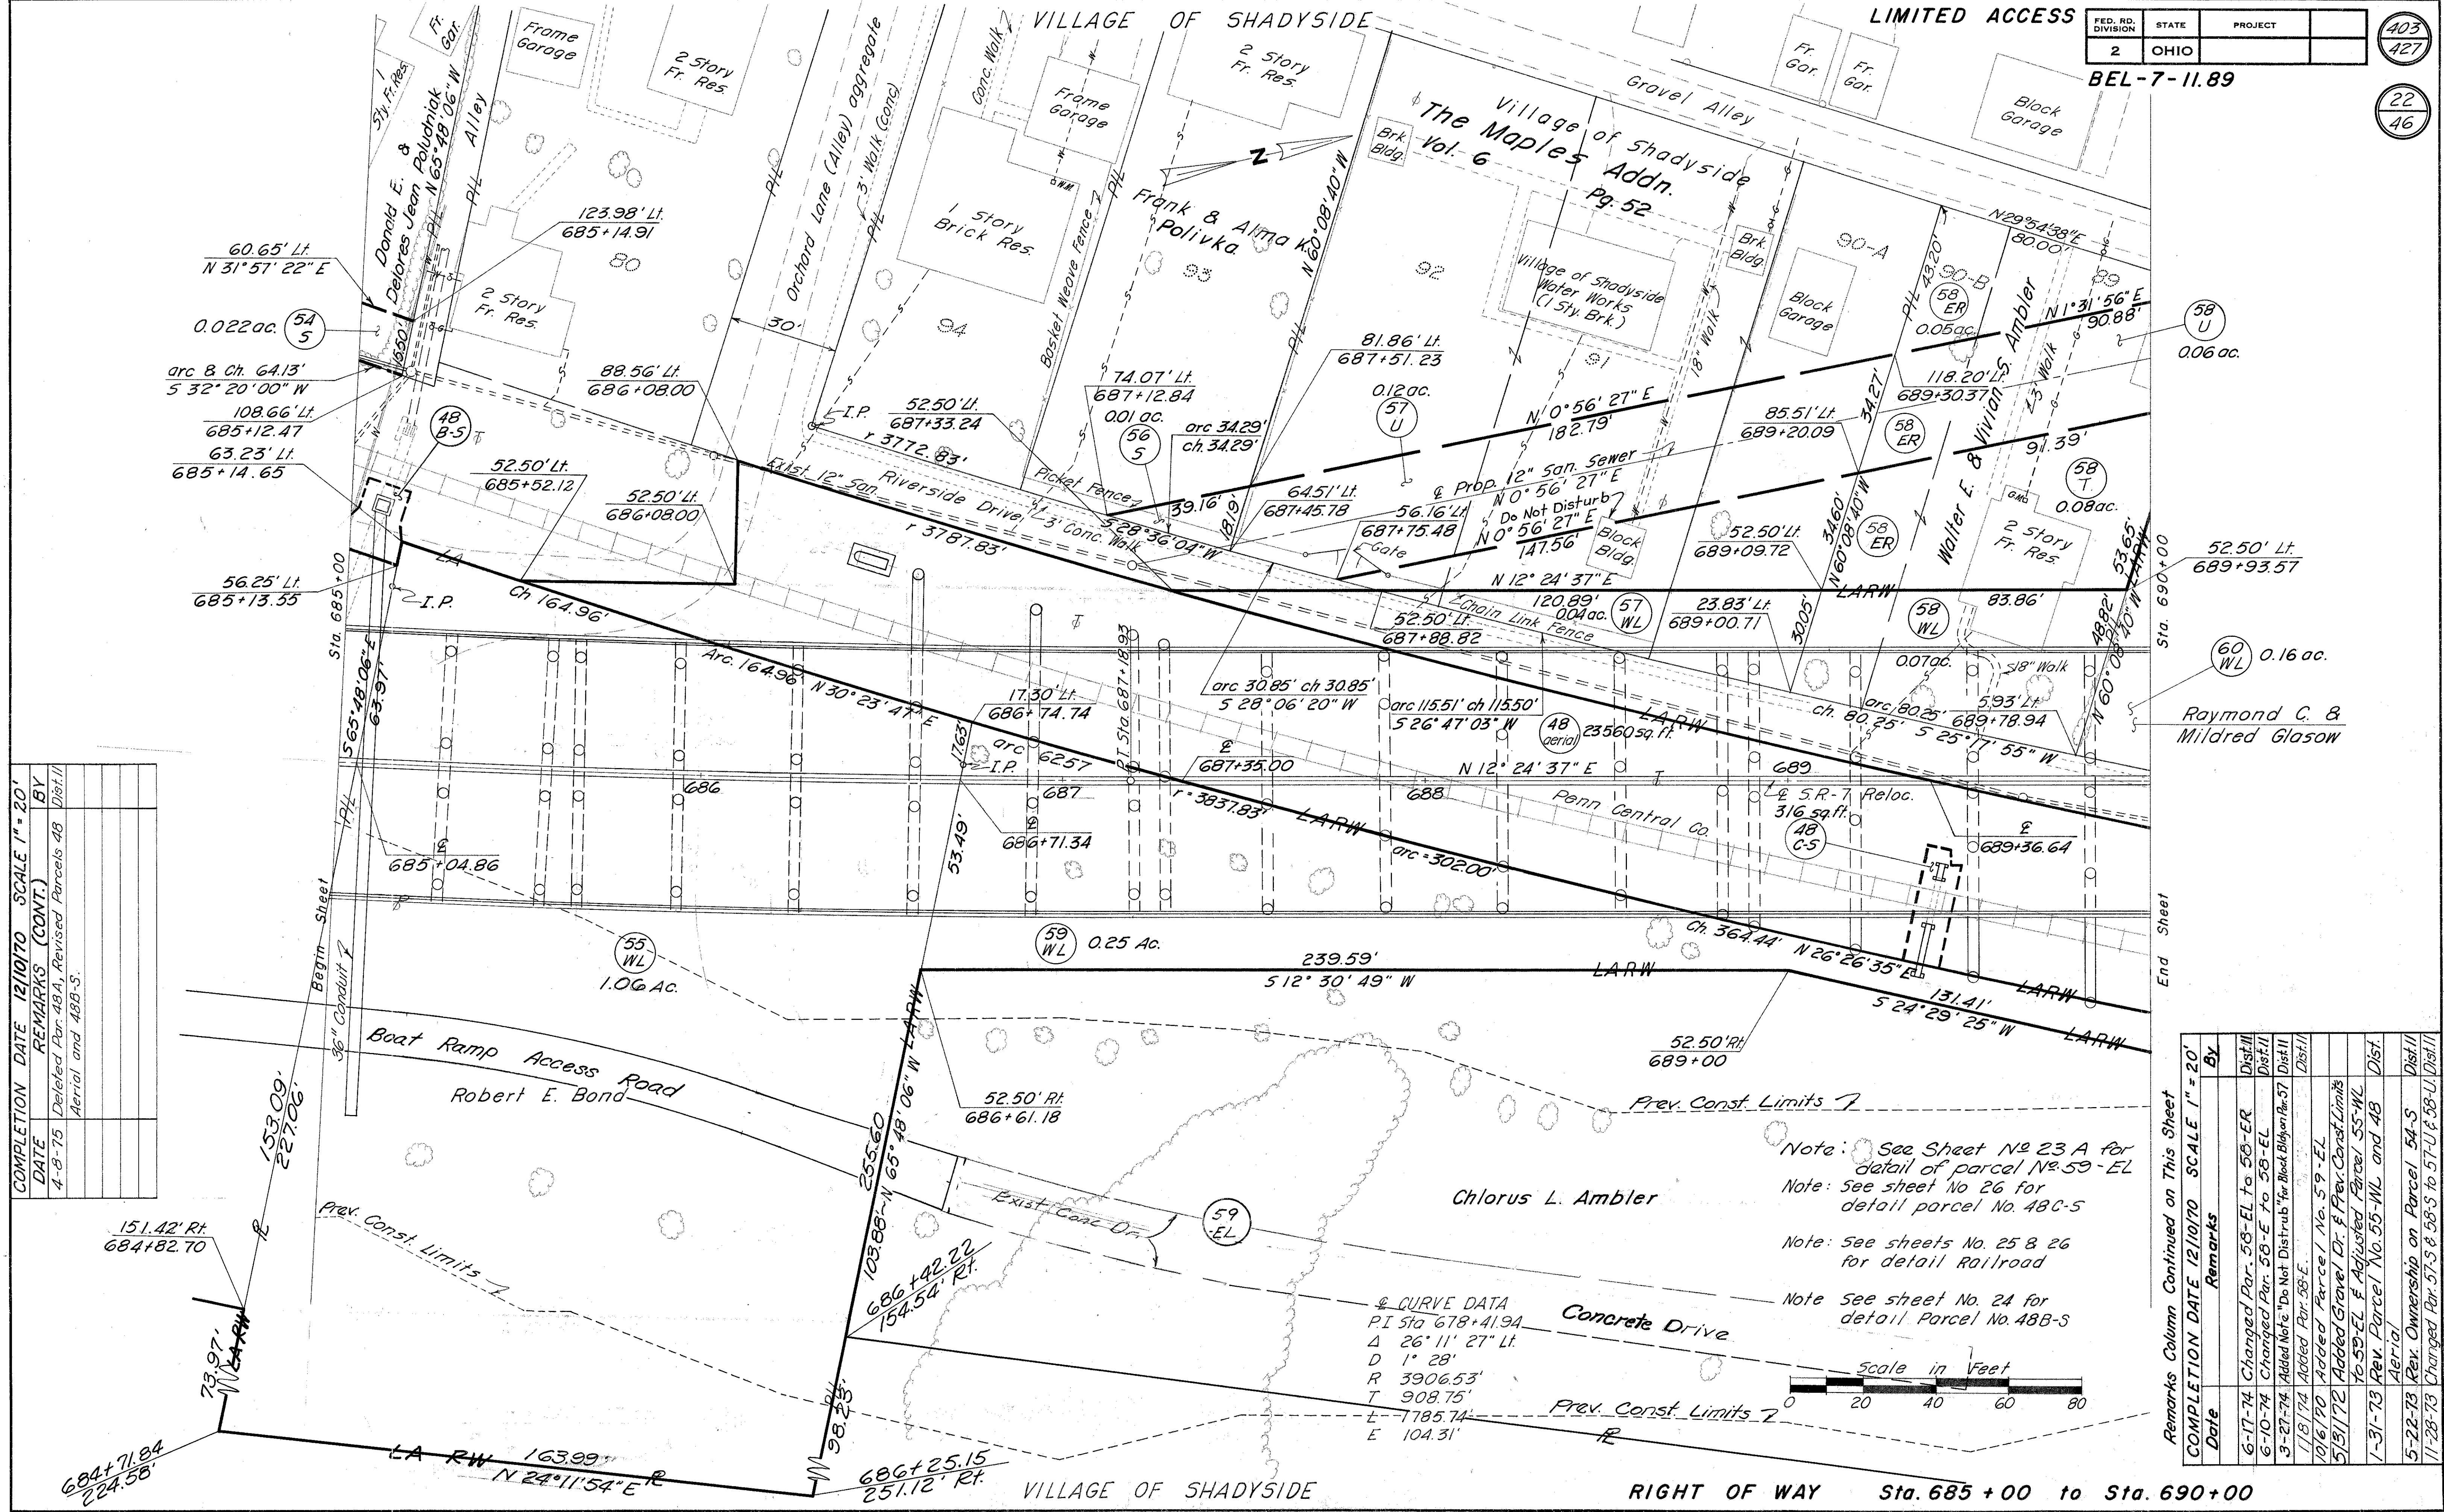 VILLAGE OF SHADYSIDE
LIMITED ACCESS
FED. RD. DIVISION
STATE
PROJECT
2
OHIO
403
427
BEL-7-11.89
22
46
Fr. Gar.
Frame Garage
2 Story Fr. Res.
1 Sty. Fr. Res.
Donald E. &
Delores Jean Poludniak
N 65° 48' 06" W
P/L
Alley
Orchard Lane (Alley) aggregate
3' Walk (conc)
P/L
P/L
Conc. Walk
Frame Garage
2 Story
Fr. Res.
1 Story
Brick Res.
Basket Weave Fence
P/L
Frank & Alma K.
Polivka
N 60° 08' 40" W
P/L
N
Brk. Bldg.
The Maples Addn.
Vol. 6 Pg. 52
Village of Shadyside
Gravel Alley
Fr. Gar.
Fr. Gar.
Block Garage
Village of Shadyside
Water Works
(1 Sty. Brk.)
Brk. Bldg.
Block Garage
18" Walk
80
94
93
92
91
90-A
90-B
89
N 29° 54' 38" E
80.00'
43.20'
P/L
N 1° 31' 56" E
90.88'
58
U
0.06 ac.
58
ER
0.05 ac.
60.65' Lt.
N 31° 57' 22" E
123.98' Lt.
685+14.91
0.022 ac.
54
S
15.50'
arc & ch. 64.13'
S 32° 20' 00" W
108.66' Lt.
685+12.47
63.23' Lt.
685+14.65
48
B-S
2 Story
Fr. Res.
30'
88.56' Lt.
686+08.00
I.P.
52.50' Lt.
687+33.24
r 3772.83'
74.07' Lt.
687+12.84
0.01 ac.
56
S
arc 34.29'
ch. 34.29'
81.86' Lt.
687+51.23
0.12 ac.
57
U
N 0° 56' 27" E
182.79'
85.51' Lt.
689+20.09
34.27'
118.20' Lt.
689+30.37
58
ER
Walter E. & Vivian S. Ambler
3' Walk
91.39'
58
T
0.08 ac.
52.50' Lt.
685+52.12
52.50' Lt.
686+08.00
Exist. 12" San.
Riverside Drive
3' Conc. Walk
Picket Fence
S 28° 36' 04" W
39.16'
18.19'
64.51' Lt.
687+45.78
56.16' Lt.
687+75.48
℄ Prop. 12" San. Sewer
N 0° 56' 27" E
Do Not Disturb
N 0° 56' 27" E
147.56'
Block Bldg.
Gate
52.50' Lt.
689+09.72
34.60'
N 60° 08' 40" W
58
ER
2 Story
Fr. Res.
53.65'
LARW
52.50' Lt.
689+93.57
r 3787.83'
56.25' Lt.
685+13.55
Sta. 685+00
I.P.
LA
Ch 164.96'
Arc. 164.96'
N 30° 23' 47" E
S 65° 48' 06" E
63.97'
N 12° 24' 37" E
120.89'
LARW
Chain Link Fence
0.04 ac.
57
WL
52.50' Lt.
687+88.82
23.83' Lt.
689+00.71
30.05'
58
WL
83.86'
48.82'
N 60° 08' 40" W
P/L
Sta. 690+00
0.07 ac.
18" Walk
60
WL
0.16 ac.
Raymond C. &
Mildred Glasow
arc 80.25'
ch. 80.25'
S 25° 17' 55" W
5.93' Lt.
689+78.94
P.I. Sta. 687+18.93
17.30' Lt.
686+74.74
17.63'
I.P.
arc 62.57
arc 30.85' ch 30.85'
S 28° 06' 20" W
arc 115.51' ch 115.50'
S 26° 47' 03" W
48
aerial
23560 sq. ft.
LARW
℄
687+35.00
N 12° 24' 37" E
686
687
688
689
r = 3837.83'
LARW
Penn Central Co.
℄ S.R.-7 Reloc.
316 sq. ft.
48
C-S
℄
689+36.64
℄
685+04.86
℄
686+71.34
53.49'
arc = 302.00'
Ch. 364.44'
N 26° 26' 35" E
LARW
P/L
Begin Sheet
End Sheet
36" Conduit
55
WL
1.06 AC.
59
WL
0.25 Ac.
239.59'
S 12° 30' 49" W
LARW
131.41'
S 24° 29' 25" W
LARW
52.50' Rt.
689+00
52.50' Rt.
686+61.18
LARW
Boat Ramp Access Road
Robert E. Bond
153.09'
227.06'
255.60
103.88'
N 65° 48' 06" W
Prev. Const. Limits
Exist Conc Dr.
59
-EL
Chlorus L. Ambler
Prev. Const. Limits
Note: See Sheet Nº 23 A for
detail of parcel Nº 59-EL
Note: See sheet No 26 for
detail parcel No. 48C-S
Note: See sheets No. 25 & 26
for detail Railroad
Note See sheet No. 24 for
detail Parcel No. 48B-S
151.42' Rt.
684+82.70
73.97'
LARW
684+71.84
224.58'
686+42.22
154.54' Rt.
98.25'
LA RW
163.99'
N 24° 11' 54" E
686+25.15
251.12' Rt.
℄ CURVE DATA
P.I Sta 678+41.94
Δ 26° 11' 27" Lt.
D 1° 28'
R 3906.53'
T 908.75'
L 1785.74'
E 104.31'
Concrete Drive
Scale in Feet
0 20 40 60 80
Prev. Const. Limits
VILLAGE OF SHADYSIDE
RIGHT OF WAY Sta. 685+00 to Sta. 690+00
COMPLETION DATE 12/10/70 SCALE 1" = 20'
DATE REMARKS (CONT.) BY
4-8-75 Deleted Par. 48A, Revised Parcels 48 Dist. 11
Aerial and 48B-S.
Remarks Column Continued on This Sheet
COMPLETION DATE 12/10/70 SCALE 1" = 20'
Date Remarks By
6-17-74 Changed Par. 58-EL to 58-ER Dist. 11
6-10-74 Changed Par. 58-E to 58-EL Dist. 11
3-27-74 Added Note "Do Not Distrub" for Block Bldg on Par. 57 Dist 11
1/8/74 Added Par. 58-E. Dist. 11
10/6/70 Added Parcel No. 59-EL
5/31/72 Added Gravel Dr. & Prev. Const. Limits
to 59-EL & Adjusted Parcel 55-WL
1-31-73 Rev. Parcel No. 55-WL and 48 Dist.
Aerial
5-22-73 Rev. Ownership on Parcel 54-S Dist. 11
11-28-73 Changed Par. 57-S & 58-S to 57-U & 58-U. Dist. 11